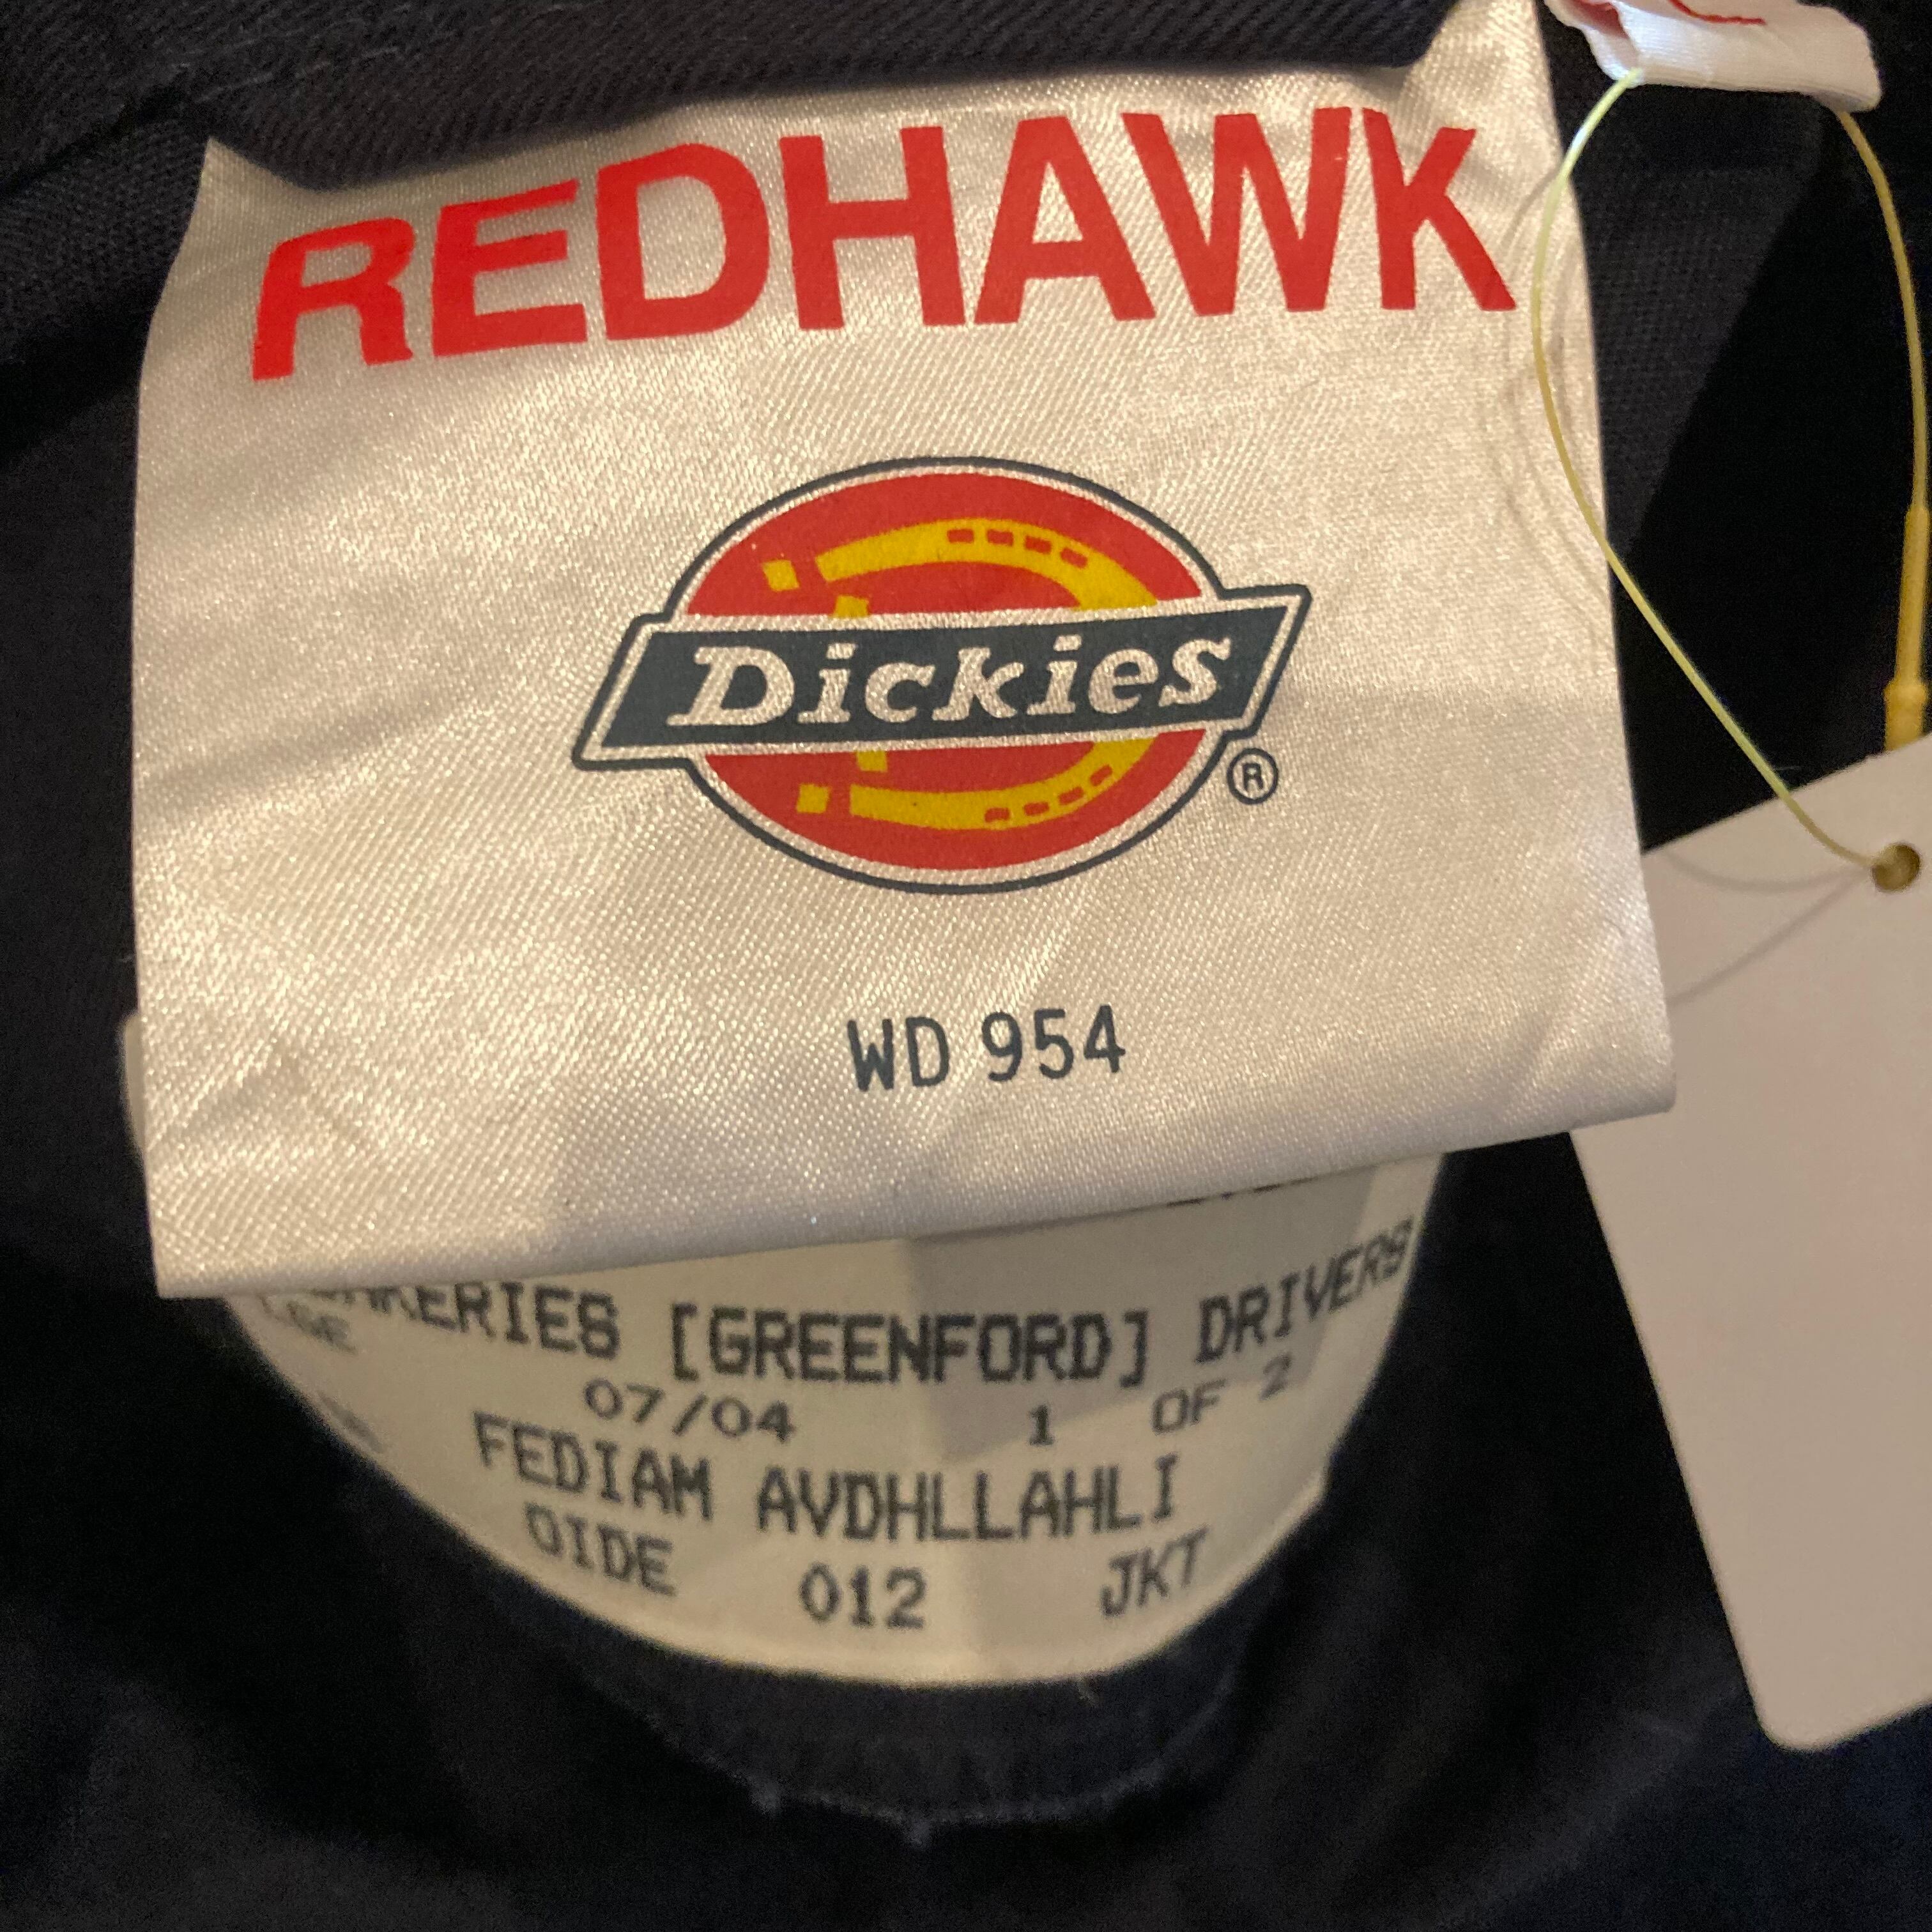 REDHAWK
Dickies ®
WD 954
[GREENFORD] DRIVERS
07/04 1 OF 2
FEDIAM AVDHLLAHLI
OIDE 012 JKT